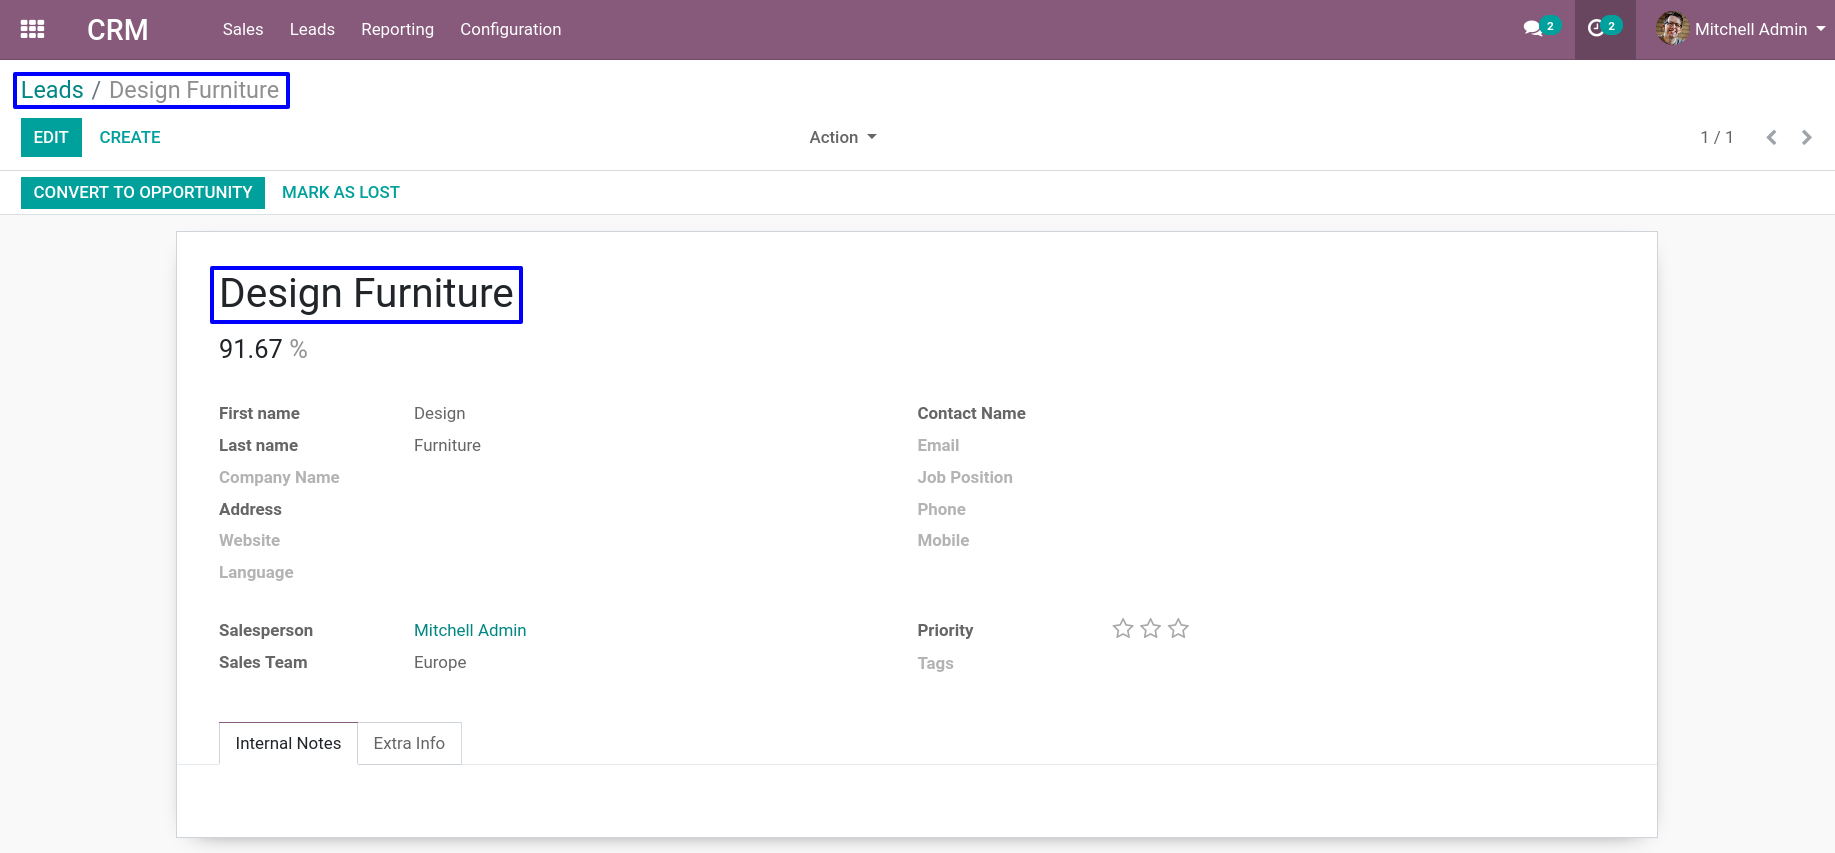 CRM Sales Leads Reporting Configuration 2 2 Mitchell Admin
Leads / Design Furniture
EDIT CREATE Action 1 / 1
CONVERT TO OPPORTUNITY MARK AS LOST
Design Furniture
91.67 %
First name Design Contact Name
Last name Furniture Email
Company Name Job Position
Address Phone
Website Mobile
Language
Salesperson Mitchell Admin Priority
Sales Team Europe Tags
Internal Notes Extra Info